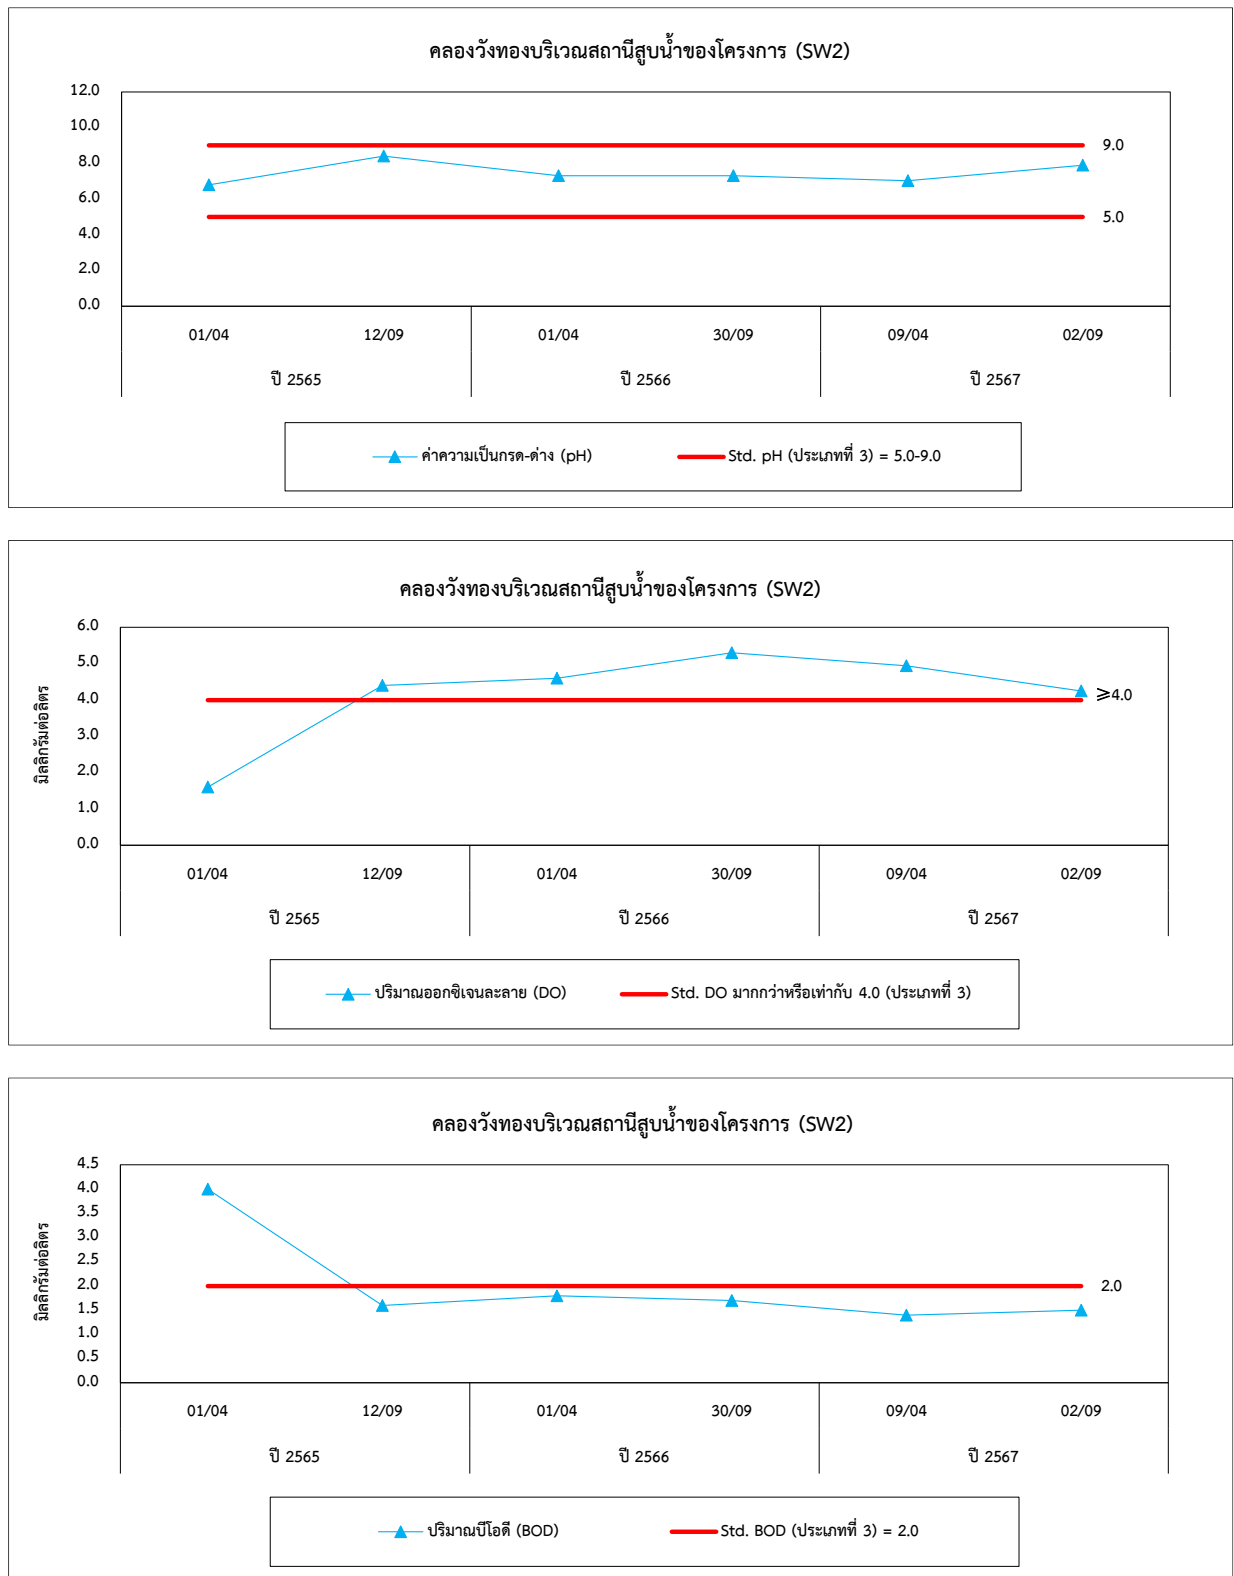 คลองวังทองบริเวณสถานีสูบน้ำของโครงการ (SW2)
12.0
10.0
8.0
6.0
4.0
2.0
0.0
9.0
5.0
01/04 12/09 01/04 30/09 09/04 02/09
ปี 2565 ปี 2566 ปี 2567
ค่าความเป็นกรด-ด่าง (pH) Std. pH (ประเภทที่ 3) = 5.0-9.0
คลองวังทองบริเวณสถานีสูบน้ำของโครงการ (SW2)
มิลลิกรัมต่อลิตร
6.0
5.0
4.0
3.0
2.0
1.0
0.0
≥4.0
01/04 12/09 01/04 30/09 09/04 02/09
ปี 2565 ปี 2566 ปี 2567
ปริมาณออกซิเจนละลาย (DO) Std. DO มากกว่าหรือเท่ากับ 4.0 (ประเภทที่ 3)
คลองวังทองบริเวณสถานีสูบน้ำของโครงการ (SW2)
มิลลิกรัมต่อลิตร
4.5
4.0
3.5
3.0
2.5
2.0
1.5
1.0
0.5
0.0
2.0
01/04 12/09 01/04 30/09 09/04 02/09
ปี 2565 ปี 2566 ปี 2567
ปริมาณบีโอดี (BOD) Std. BOD (ประเภทที่ 3) = 2.0